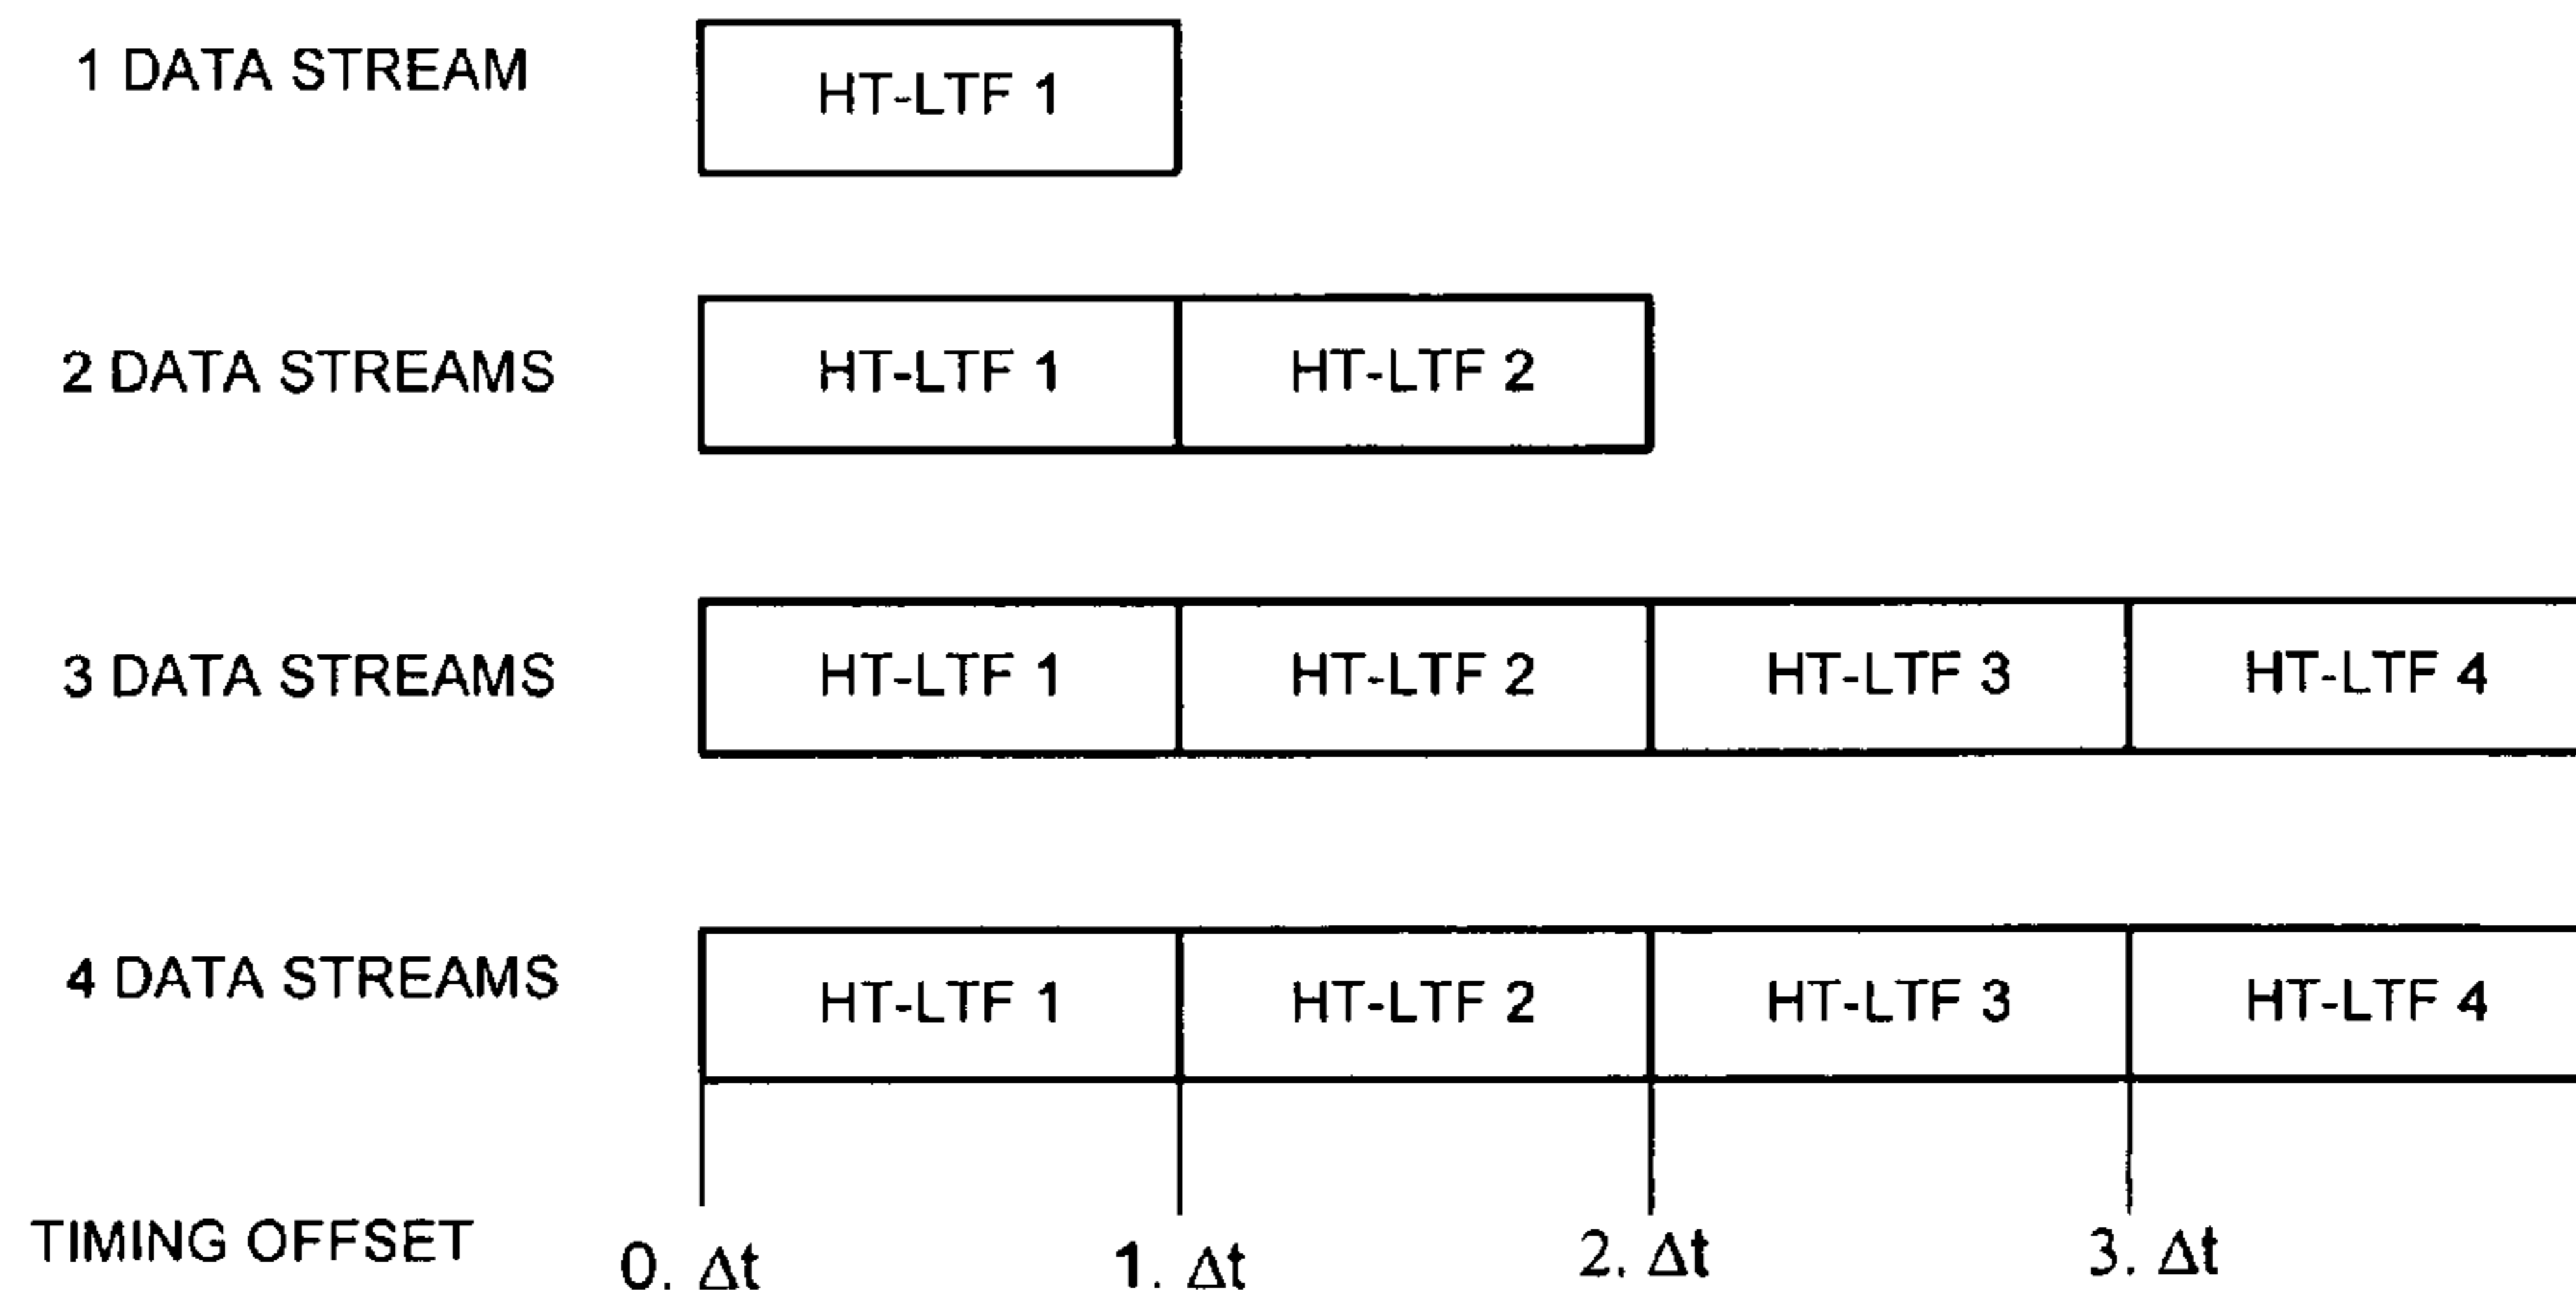 1 DATA STREAM
HT-LTF 1
2 DATA STREAMS
HT-LTF 1
HT-LTF 2
3 DATA STREAMS
HT-LTF 1
HT-LTF 2
HT-LTF 3
HT-LTF 4
4 DATA STREAMS
HT-LTF 1
HT-LTF 2
HT-LTF 3
HT-LTF 4
TIMING OFFSET
0. Δt
1. Δt
2. Δt
3. Δt